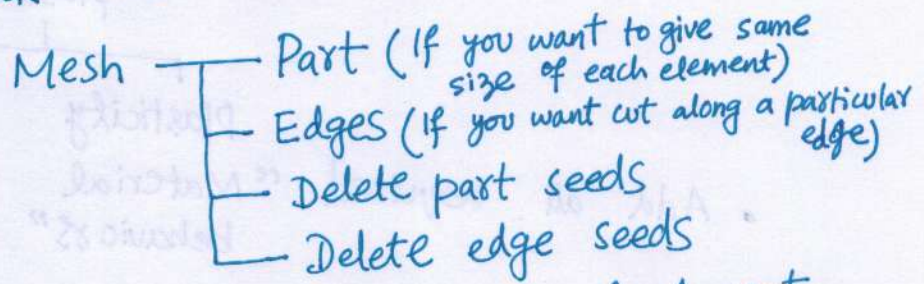 Mesh
Part (If you want to give same
size of each element)
Edges (If you want cut along a particular
edge)
Delete part seeds
Delete edge seeds